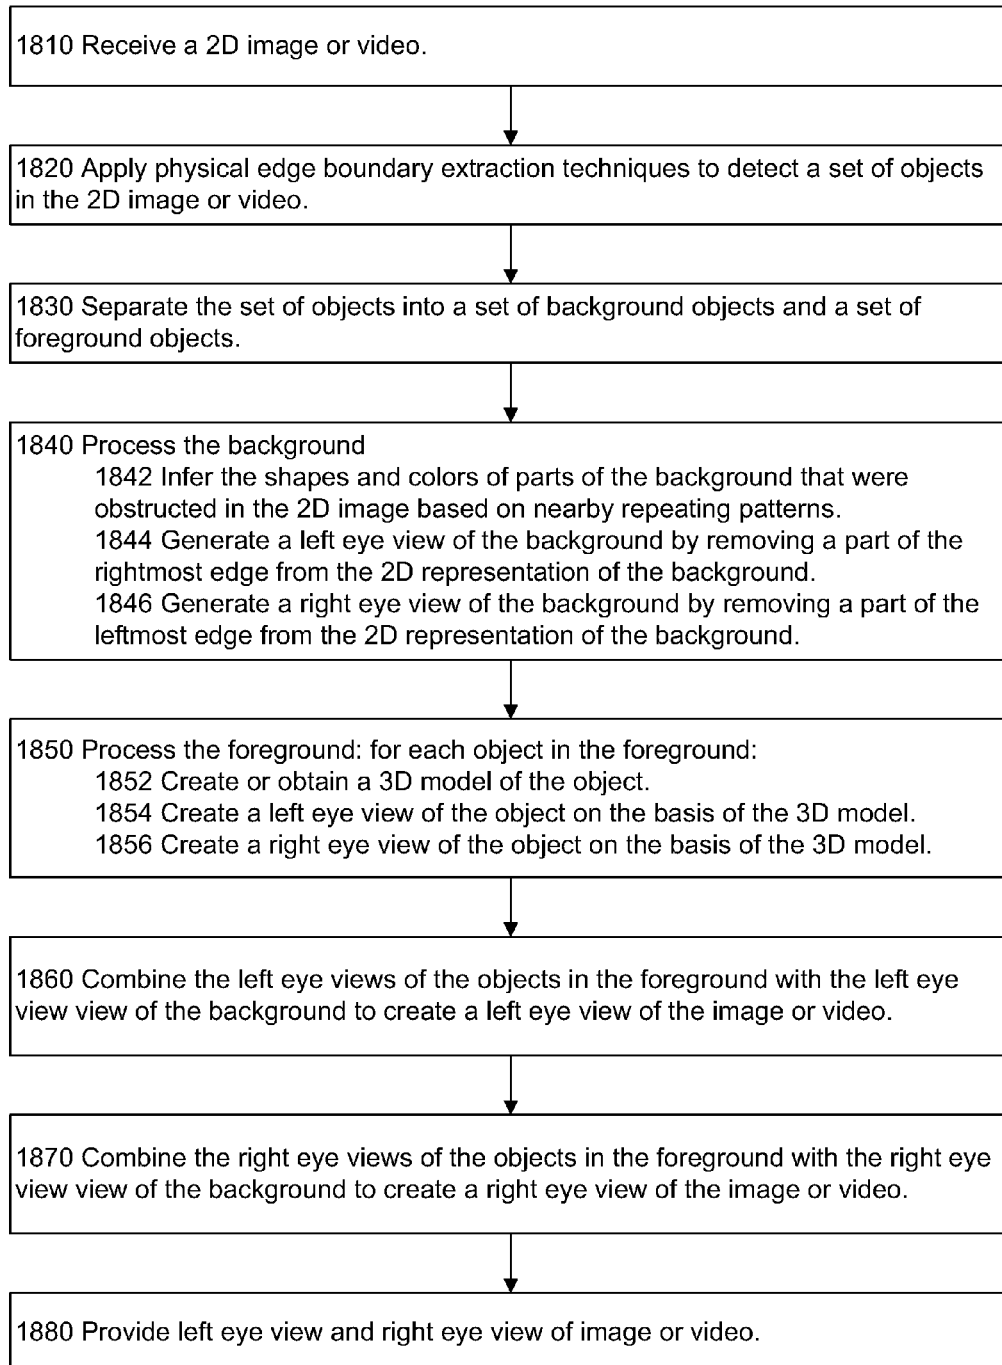 1810 Receive a 2D image or video.
1820 Apply physical edge boundary extraction techniques to detect a set of objects
in the 2D image or video.
1830 Separate the set of objects into a set of background objects and a set of
foreground objects.
1840 Process the background
1842 Infer the shapes and colors of parts of the background that were
obstructed in the 2D image based on nearby repeating patterns.
1844 Generate a left eye view of the background by removing a part of the
rightmost edge from the 2D representation of the background.
1846 Generate a right eye view of the background by removing a part of the
leftmost edge from the 2D representation of the background.
1850 Process the foreground: for each object in the foreground:
1852 Create or obtain a 3D model of the object.
1854 Create a left eye view of the object on the basis of the 3D model.
1856 Create a right eye view of the object on the basis of the 3D model.
1860 Combine the left eye views of the objects in the foreground with the left eye
view view of the background to create a left eye view of the image or video.
1870 Combine the right eye views of the objects in the foreground with the right eye
view view of the background to create a right eye view of the image or video.
1880 Provide left eye view and right eye view of image or video.